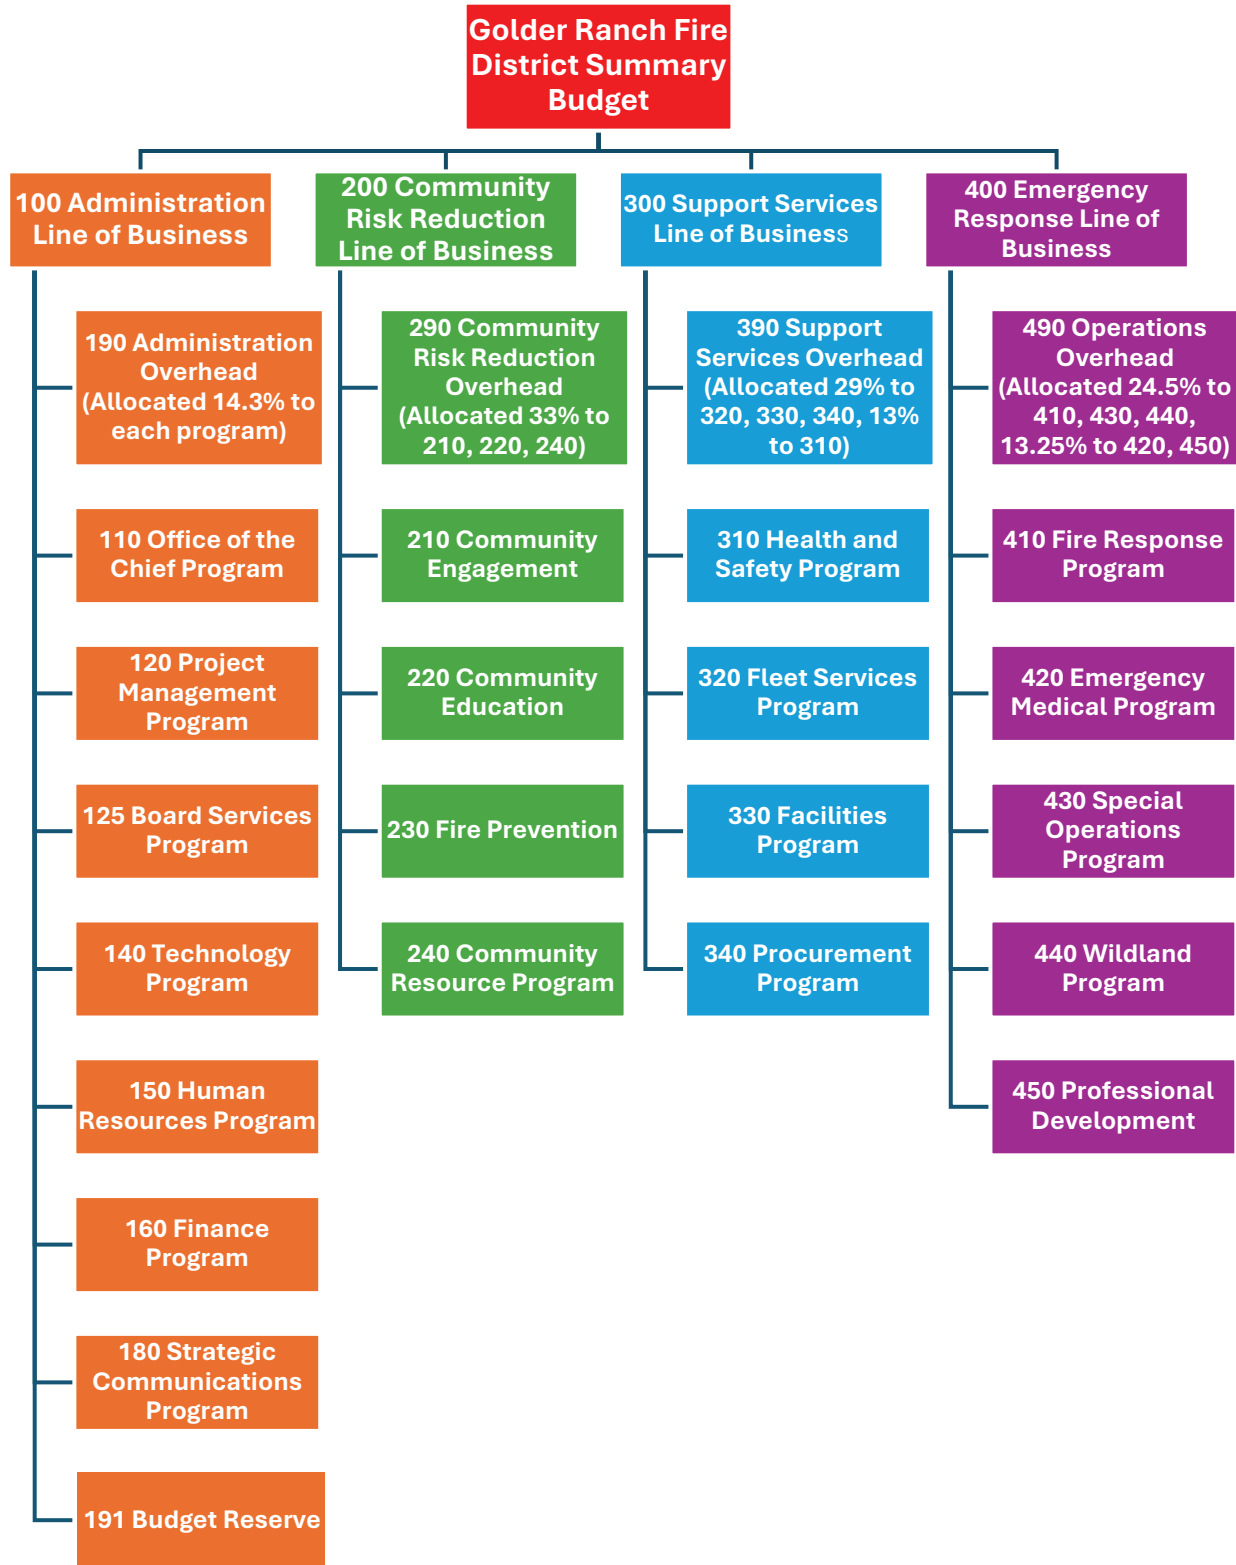 Golder Ranch Fire
District Summary
Budget
100 Administration
Line of Business
190 Administration
Overhead
(Allocated 14.3% to
each program)
110 Office of the
Chief Program
120 Project
Management
Program
125 Board Services
Program
140 Technology
Program
150 Human
Resources Program
160 Finance
Program
180 Strategic
Communications
Program
191 Budget Reserve
200 Community
Risk Reduction
Line of Business
290 Community
Risk Reduction
Overhead
(Allocated 33% to
210, 220, 240)
210 Community
Engagement
220 Community
Education
230 Fire Prevention
240 Community
Resource Program
300 Support Services
Line of Business
390 Support
Services Overhead
(Allocated 29% to
320, 330, 340, 13%
to 310)
310 Health and
Safety Program
320 Fleet Services
Program
330 Facilities
Program
340 Procurement
Program
400 Emergency
Response Line of
Business
490 Operations
Overhead
(Allocated 24.5% to
410, 430, 440,
13.25% to 420, 450)
410 Fire Response
Program
420 Emergency
Medical Program
430 Special
Operations
Program
440 Wildland
Program
450 Professional
Development